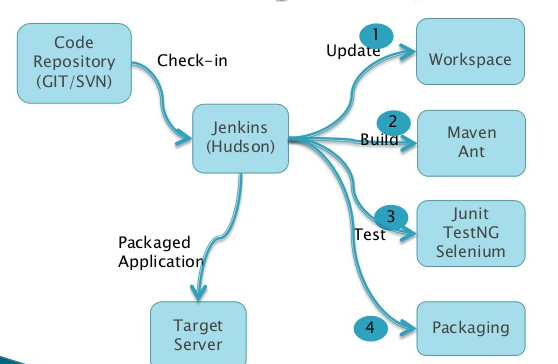 Code
Repository
(GIT/SVN)
Check-in
Jenkins
(Hudson)
1
Update
Workspace
2
Build
Maven
Ant
3
Test
Junit
TestNG
Selenium
4
Packaging
Packaged
Application
Target
Server